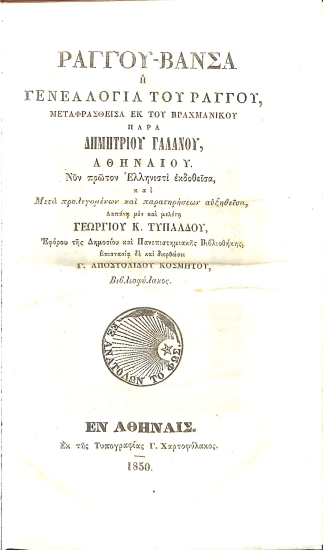 ΡΑΓΓΟΥ-ΒΑΝΣΑ
ἢ
ΓΕΝΕΑΛΟΓΙΑ ΤΟΥ ΡΑΓΓΟΥ,
ΜΕΤΑΦΡΑΣΘΕΙΣΑ ΕΚ ΤΟΥ ΒΡΑΧΜΑΝΙΚΟΥ
ΠΑΡΑ
ΔΗΜΗΤΡΙΟΥ ΓΑΛΑΝΟΥ,
ΑΘΗΝΑΙΟΥ.
Νῦν πρῶτον Ἑλληνιστὶ ἐκδοθεῖσα,
καὶ
Μετὰ προλεγομένων καὶ παρατηρήσεων αὐξηθεῖσα,
Δαπάνῃ μὲν καὶ μελέτῃ
ΓΕΩΡΓΙΟΥ Κ. ΤΥΠΑΛΔΟΥ,
Ἐφόρου τῆς Δημοσίου καὶ Πανεπιστημιακῆς Βιβλιοθήκης,
Ἐπιστασίᾳ δὲ καὶ διορθώσει
Γ. ΑΠΟΣΤΟΛΙΔΟΥ ΚΟΣΜΗΤΟΥ,
Βιβλιοφύλακος.
ΕΞ ΑΝΑΤΟΛΩΝ ΤΟ ΦΩΣ.
ΕΝ ΑΘΗΝΑΙΣ.
Ἐκ τῆς Τυπογραφίας Γ. Χαρτοφύλακος.
1850.